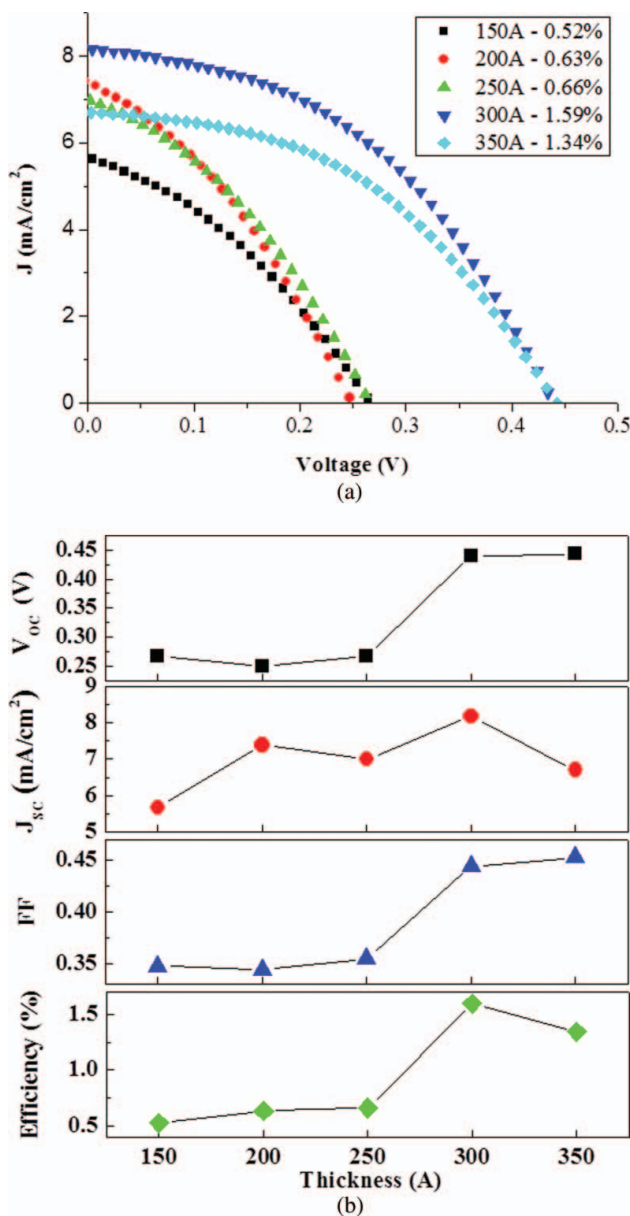 8
6
4
2
0
J (mA/cm²)
150A - 0.52%
200A - 0.63%
250A - 0.66%
300A - 1.59%
350A - 1.34%
0.0 0.1 0.2 0.3 0.4 0.5
Voltage (V)
(a)
V_OC (V)
0.45
0.40
0.35
0.30
0.25
J_SC (mA/cm²)
9
8
7
6
5
FF
0.45
0.40
0.35
Efficiency (%)
1.5
1.0
0.5
150 200 250 300 350
Thickness (A)
(b)